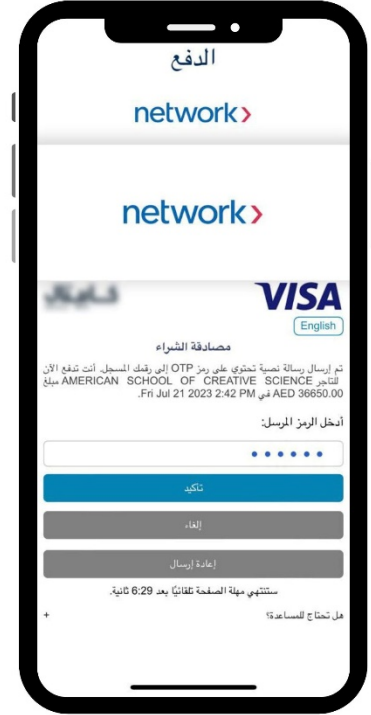 الدفع
network>
network>
VISA
English
مصادقة الشراء
تم إرسال رسالة نصية تحتوي على رمز OTP إلى رقمك المسجل. أنت تدفع الآن
للتاجر AMERICAN SCHOOL OF CREATIVE SCIENCE مبلغ
AED 36650.00 في Fri Jul 21 2023 2:42 PM.
أدخل الرمز المرسل:
تاكيد
إلغاء
إعادة إرسال
ستنتهي مهلة الصفحة تلقائيًا بعد 6:29 ثانية.
هل تحتاج للمساعدة؟ +